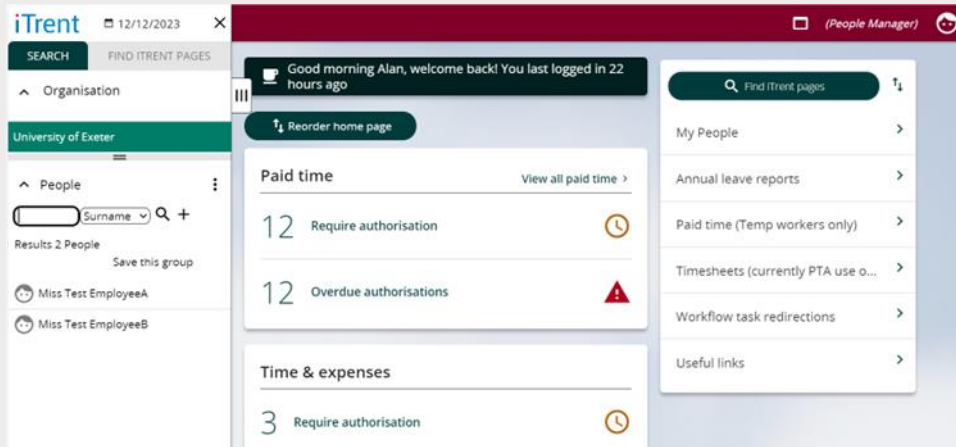 iTrent
12/12/2023
(People Manager)
SEARCH
FIND ITRENT PAGES
Organisation
University of Exeter
People
Surname
Results 2 People
Save this group
Miss Test EmployeeA
Miss Test EmployeeB
Good morning Alan, welcome back! You last logged in 22
hours ago
Reorder home page
Paid time
View all paid time
12 Require authorisation
12 Overdue authorisations
Time & expenses
3 Require authorisation
Find iTrent pages
My People
Annual leave reports
Paid time (Temp workers only)
Timesheets (currently PTA use o...
Workflow task redirections
Useful links